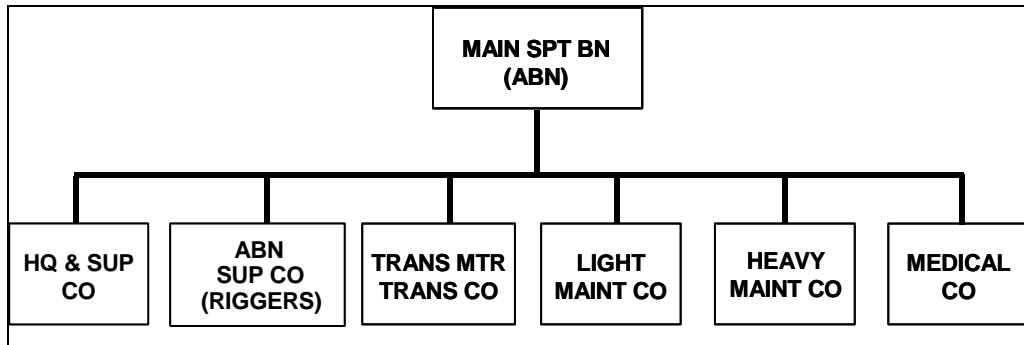 MAIN SPT BN
(ABN)
HQ & SUP
CO
ABN
SUP CO
(RIGGERS)
TRANS MTR
TRANS CO
LIGHT
MAINT CO
HEAVY
MAINT CO
MEDICAL
CO